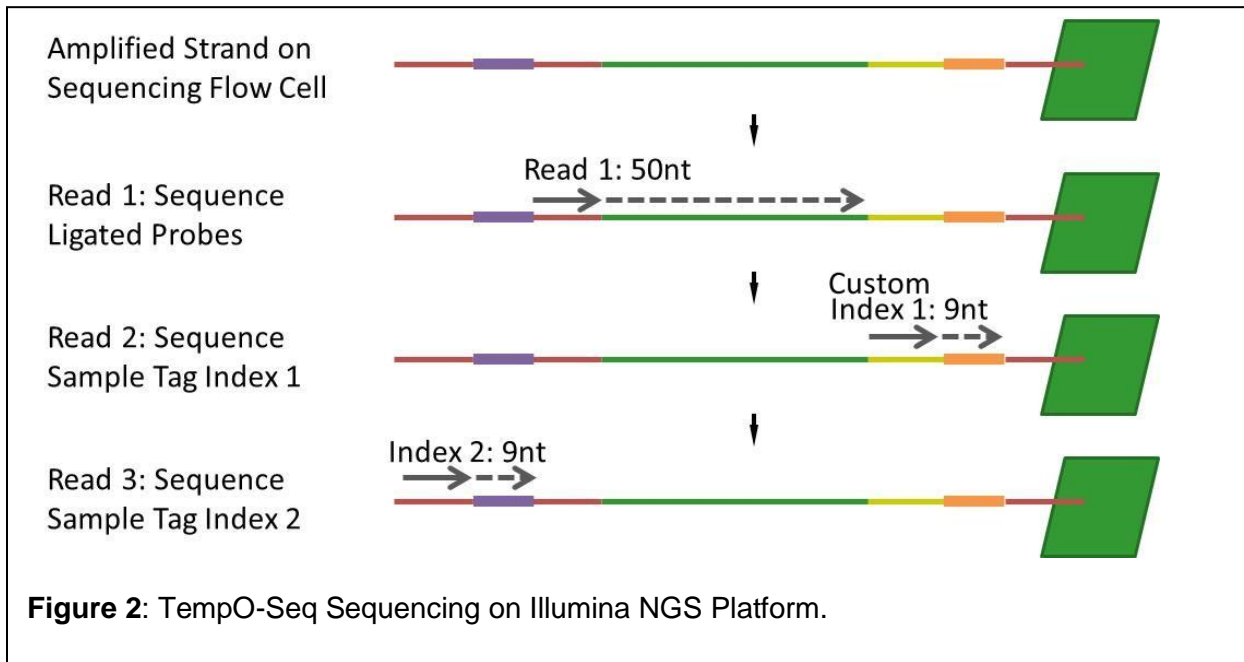 Amplified Strand on
Sequencing Flow Cell
Read 1: 50nt
Read 1: Sequence
Ligated Probes
Custom
Index 1: 9nt
Read 2: Sequence
Sample Tag Index 1
Index 2: 9nt
Read 3: Sequence
Sample Tag Index 2
Figure 2: TempO-Seq Sequencing on Illumina NGS Platform.